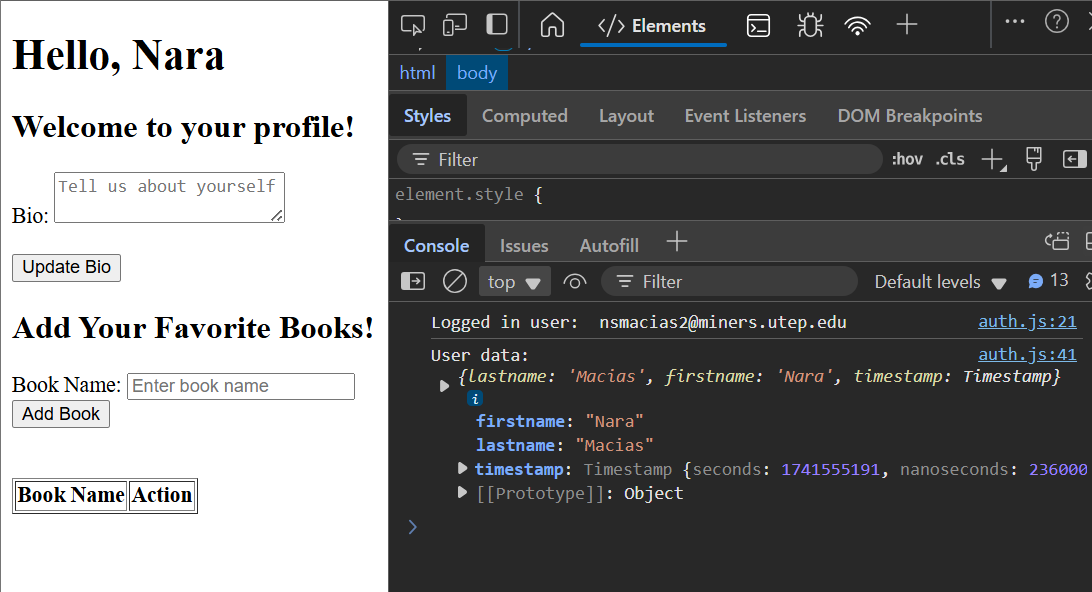 Hello, Nara
Welcome to your profile!
Bio: Tell us about yourself
Update Bio
Add Your Favorite Books!
Book Name: Enter book name
Add Book
Book Name Action
Elements
html body
Styles Computed Layout Event Listeners DOM Breakpoints
Filter :hov .cls
element.style {
Console Issues Autofill
top Filter Default levels 13
Logged in user: nsmacias2@miners.utep.edu auth.js:21
User data: auth.js:41
{lastname: 'Macias', firstname: 'Nara', timestamp: Timestamp}
i
firstname: "Nara"
lastname: "Macias"
timestamp: Timestamp {seconds: 1741555191, nanoseconds: 236000
[[Prototype]]: Object